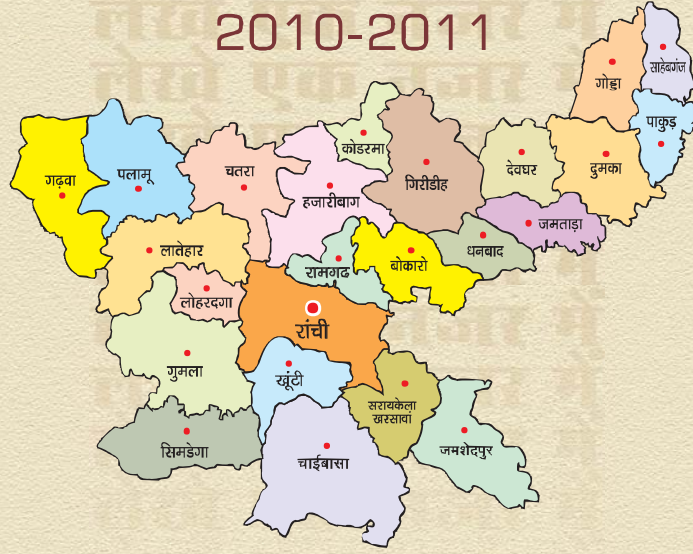 2010-2011
साहेबगंज
गोड्डा
पाकुड़
कोडरमा
देवघर
दुमका
गढ़वा
पलामू
चतरा
गिरीडीह
हजारीबाग
जमताड़ा
लातेहार
धनबाद
रामगढ
बोकारो
लोहरदगा
रांची
गुमला
खूंटी
सरायकेला
खरसावां
सिमडेगा
चाईबासा
जमशेदपुर